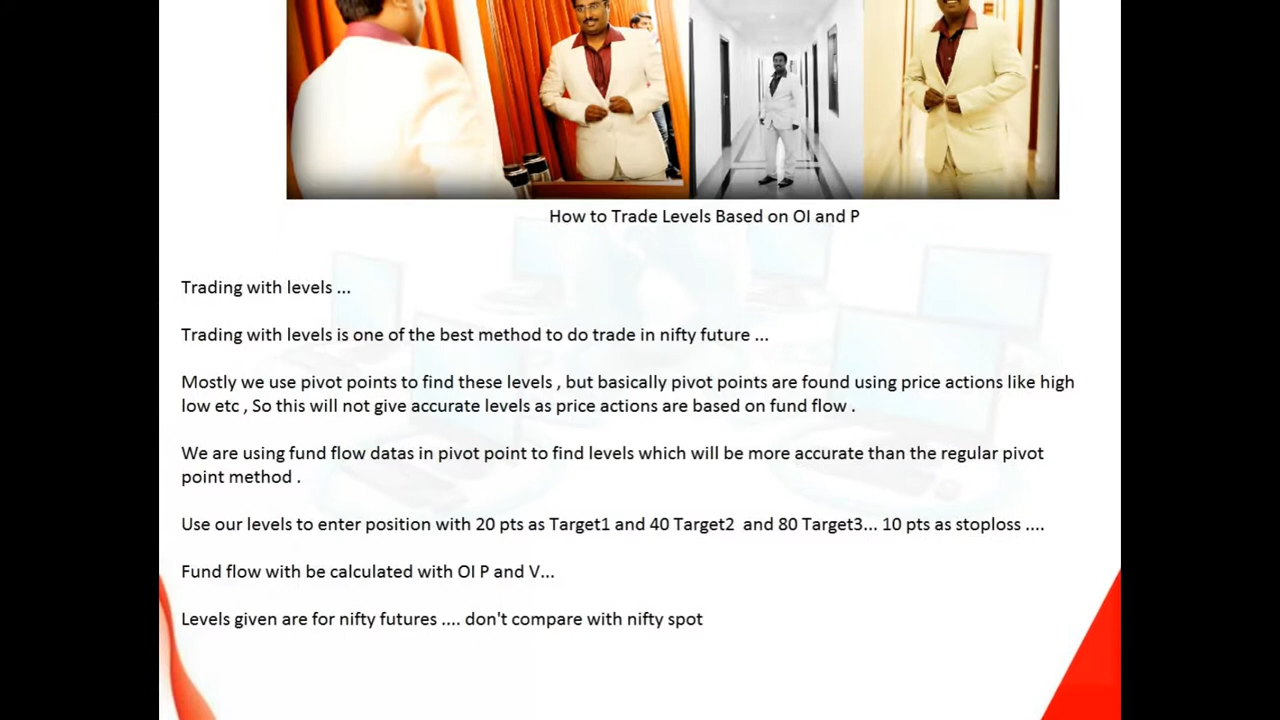 How to Trade Levels Based on OI and P
Trading with levels ...
Trading with levels is one of the best method to do trade in nifty future ...
Mostly we use pivot points to find these levels , but basically pivot points are found using price actions like high
low etc , So this will not give accurate levels as price actions are based on fund flow .
We are using fund flow datas in pivot point to find levels which will be more accurate than the regular pivot
point method .
Use our levels to enter position with 20 pts as Target1 and 40 Target2  and 80 Target3... 10 pts as stoploss ....
Fund flow with be calculated with OI P and V...
Levels given are for nifty futures .... don't compare with nifty spot